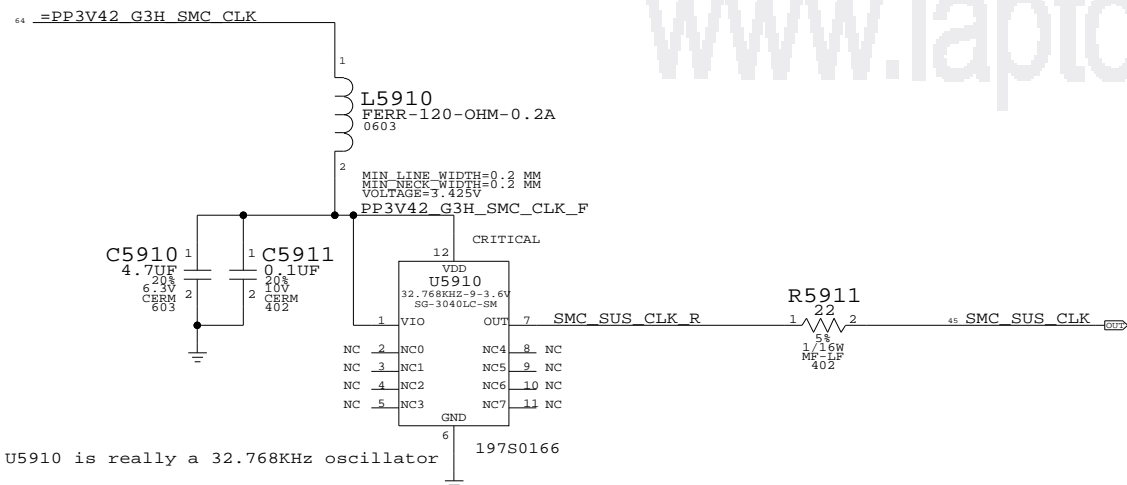 www.lapto
64 =PP3V42_G3H_SMC_CLK
1
L5910
FERR-120-OHM-0.2A
0603
2
MIN_LINE_WIDTH=0.2 MM
MIN_NECK_WIDTH=0.2 MM
VOLTAGE=3.425V
PP3V42_G3H_SMC_CLK_F
CRITICAL
C5910 1
4.7UF
20%
6.3V
CERM
603
2
1 C5911
0.1UF
20%
10V
CERM
402
2
12
VDD
U5910
32.768KHZ-9-3.6V
SG-3040LC-SM
1 VIO OUT 7 SMC_SUS_CLK_R
R5911
22
1 2
5%
1/16W
MF-LF
402
45 SMC_SUS_CLK OUT
NC 2 NC0 NC4 8 NC
NC 3 NC1 NC5 9 NC
NC 4 NC2 NC6 10 NC
NC 5 NC3 NC7 11 NC
GND
6
197S0166
U5910 is really a 32.768KHz oscillator